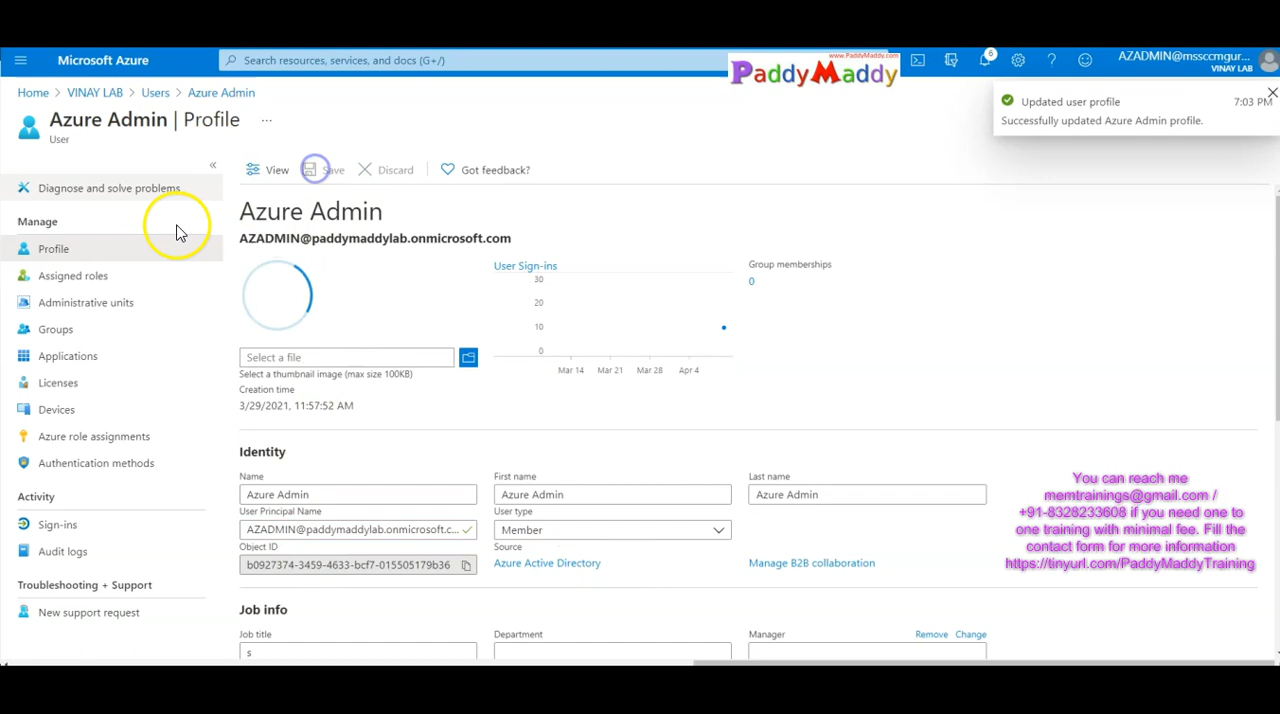 www.PaddyMaddy.com
Microsoft Azure
Search resources, services, and docs (G+/)
PaddyMaddy
6
AZADMIN@mssccmgur...
VINAY LAB
Home > VINAY LAB > Users > Azure Admin
Azure Admin | Profile ...
User
Updated user profile 7:03 PM
Successfully updated Azure Admin profile.
View Save Discard Got feedback?
Diagnose and solve problems
Manage
Profile
Assigned roles
Administrative units
Groups
Applications
Licenses
Devices
Azure role assignments
Authentication methods
Activity
Sign-ins
Audit logs
Troubleshooting + Support
New support request
Azure Admin
AZADMIN@paddymaddylab.onmicrosoft.com
Select a file
Select a thumbnail image (max size 100KB)
Creation time
3/29/2021, 11:57:52 AM
User Sign-ins
30
20
10
0
Mar 14 Mar 21 Mar 28 Apr 4
Group memberships
0
Identity
Name First name Last name
Azure Admin Azure Admin Azure Admin
User Principal Name User type
AZADMIN@paddymaddylab.onmicrosoft.c... Member
Object ID Source
b0927374-3459-4633-bcf7-015505179b36 Azure Active Directory Manage B2B collaboration
Job info
Job title Department Manager Remove Change
s
You can reach me
memtrainings@gmail.com /
+91-8328233608 if you need one to
one training with minimal fee. Fill the
contact form for more information
https://tinyurl.com/PaddyMaddyTraining